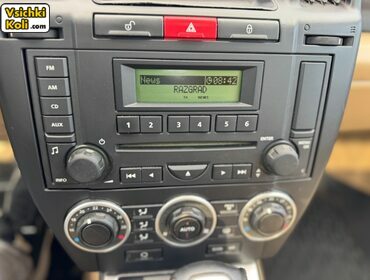 Vsichki
Koli.com
FM
AM
CD
AUX
News 08:42
RAZGRAD
TA NEWS
1 2 3 4 5 6
INFO
ENTER
AUTO